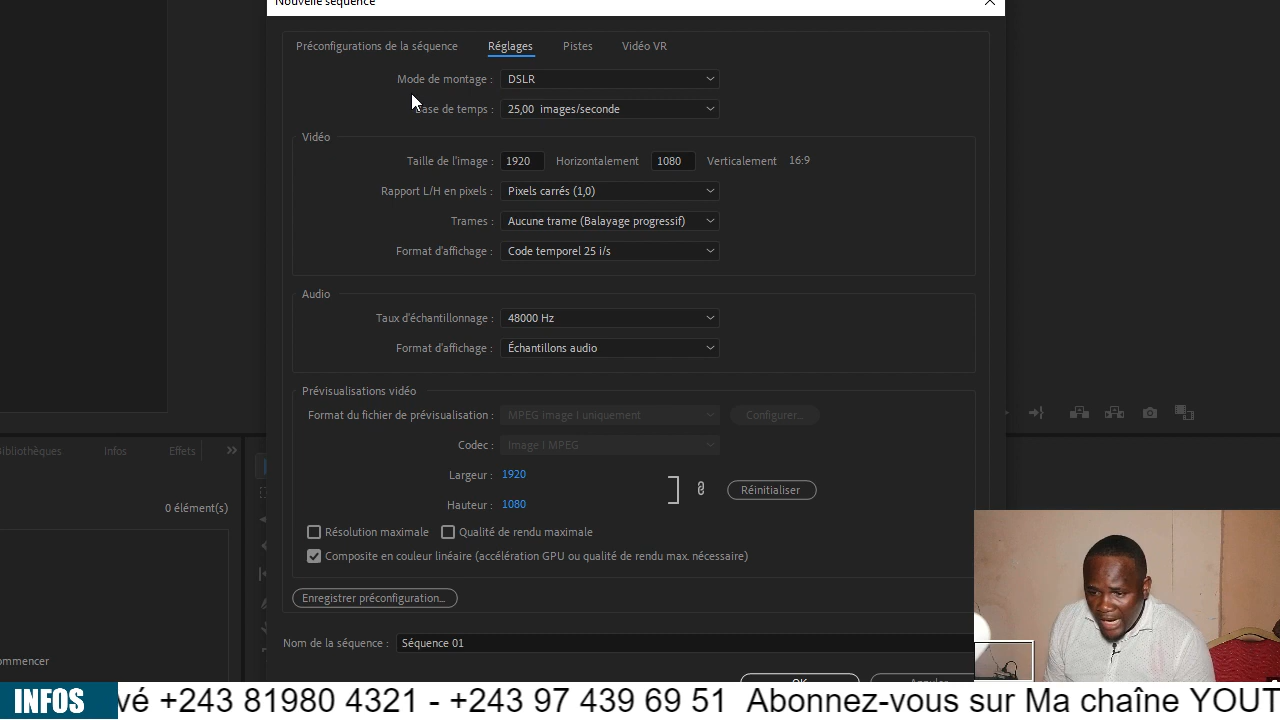 Nouvelle séquence
Préconfigurations de la séquence Réglages Pistes Vidéo VR
Mode de montage : DSLR
Base de temps : 25,00 images/seconde
Vidéo
Taille de l'image : 1920 Horizontalement 1080 Verticalement 16:9
Rapport L/H en pixels : Pixels carrés (1,0)
Trames : Aucune trame (Balayage progressif)
Format d'affichage : Code temporel 25 i/s
Audio
Taux d'échantillonnage : 48000 Hz
Format d'affichage : Échantillons audio
Prévisualisations vidéo
Format du fichier de prévisualisation : MPEG image I uniquement Configurer...
Codec : Image I MPEG
Bibliothèques Infos Effets
Largeur : 1920
Réinitialiser
Hauteur : 1080
0 élément(s)
Résolution maximale Qualité de rendu maximale
Composite en couleur linéaire (accélération GPU ou qualité de rendu max. nécessaire)
Enregistrer préconfiguration...
Nom de la séquence : Séquence 01
ommencer
OK Annuler
INFOS vé +243 81980 4321 - +243 97 439 69 51 Abonnez-vous sur Ma chaîne YOUT